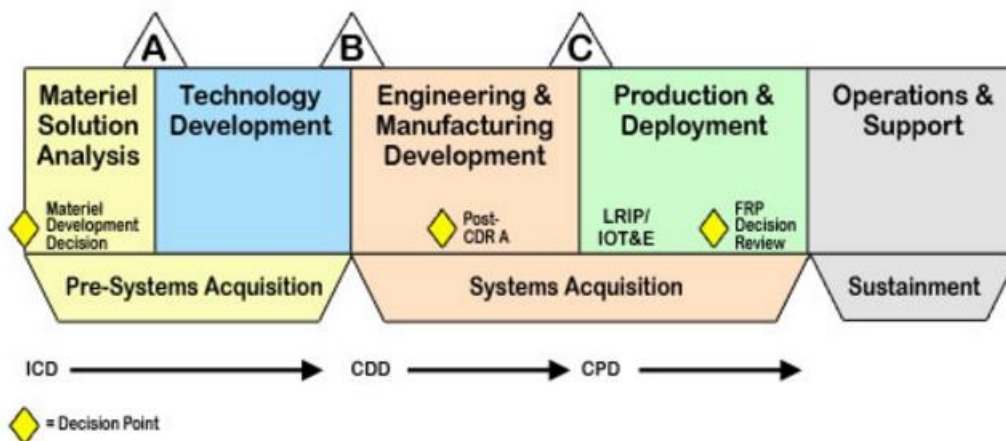 A
B
C
Materiel
Solution
Analysis
Technology
Development
Engineering &
Manufacturing
Development
Production &
Deployment
Operations &
Support
Materiel
Development
Decision
Post-
CDR A
LRIP/
IOT&E
FRP
Decision
Review
Pre-Systems Acquisition
Systems Acquisition
Sustainment
ICD
CDD
CPD
= Decision Point